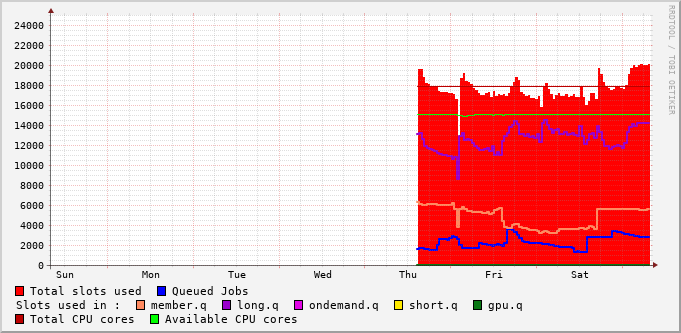 24000
22000
20000
18000
16000
14000
12000
10000
8000
6000
4000
2000
0
Sun Mon Tue Wed Thu Fri Sat
RRDTOOL / TOBI OETIKER
Total slots used Queued Jobs
Slots used in : member.q long.q ondemand.q short.q gpu.q
Total CPU cores Available CPU cores